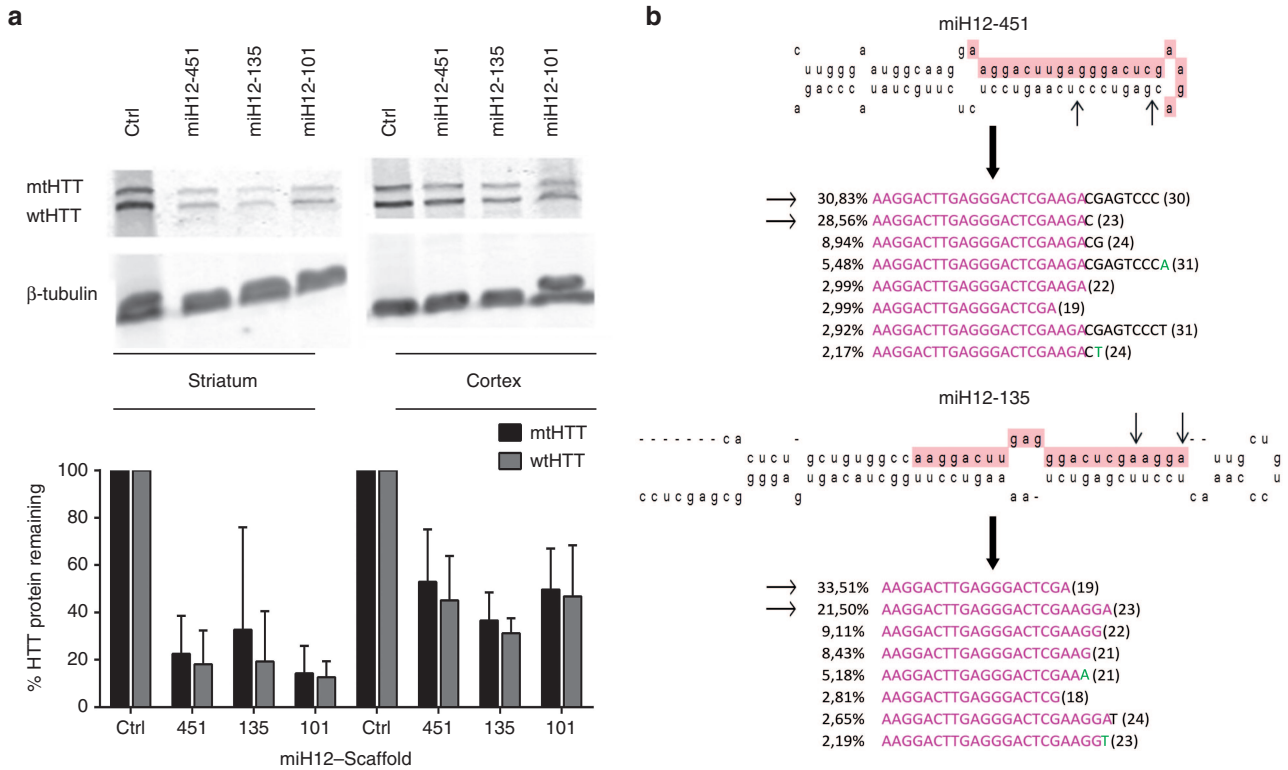 a
Ctrl
miH12-451
miH12-135
miH12-101
Ctrl
miH12-451
miH12-135
miH12-101
mtHTT
wtHTT
β-tubulin
Striatum
Cortex
mtHTT
wtHTT
% HTT protein remaining
100
80
60
40
20
0
Ctrl
451
135
101
Ctrl
451
135
101
miH12–Scaffold
b
miH12-451
c a g a a
u u g g g a u g g c a a g a g g a c u u g a g g g a c u c g a
g a c c c u a u c g u u c u c c u g a a c u c c c u g a g c g
a a u c a
30,83% AAGGACTTGAGGGACTCGAAGACGAGTCCC (30)
28,56% AAGGACTTGAGGGACTCGAAGAC (23)
8,94% AAGGACTTGAGGGACTCGAAGACG (24)
5,48% AAGGACTTGAGGGACTCGAAGACGAGTCCCA (31)
2,99% AAGGACTTGAGGGACTCGAAGA (22)
2,99% AAGGACTTGAGGGACTCGA (19)
2,92% AAGGACTTGAGGGACTCGAAGACGAGTCCCT (31)
2,17% AAGGACTTGAGGGACTCGAAGACT (24)
miH12-135
- - - - - - - c a - g a g - - c u
c u c u g c u g u g g c c a a g g a c u u g g a c u c g a a g g a u u g g
g g g a u g a c a u c g g u u c c u g a a c c u g a g c u u c c u a a c u
c c u c g a g c g g a a - c c c
33,51% AAGGACTTGAGGGACTCGA (19)
21,50% AAGGACTTGAGGGACTCGAAGGA (23)
9,11% AAGGACTTGAGGGACTCGAAGG (22)
8,43% AAGGACTTGAGGGACTCGAAG (21)
5,18% AAGGACTTGAGGGACTCGAAA (21)
2,81% AAGGACTTGAGGGACTCG (18)
2,65% AAGGACTTGAGGGACTCGAAGGAT (24)
2,19% AAGGACTTGAGGGACTCGAAGGT (23)